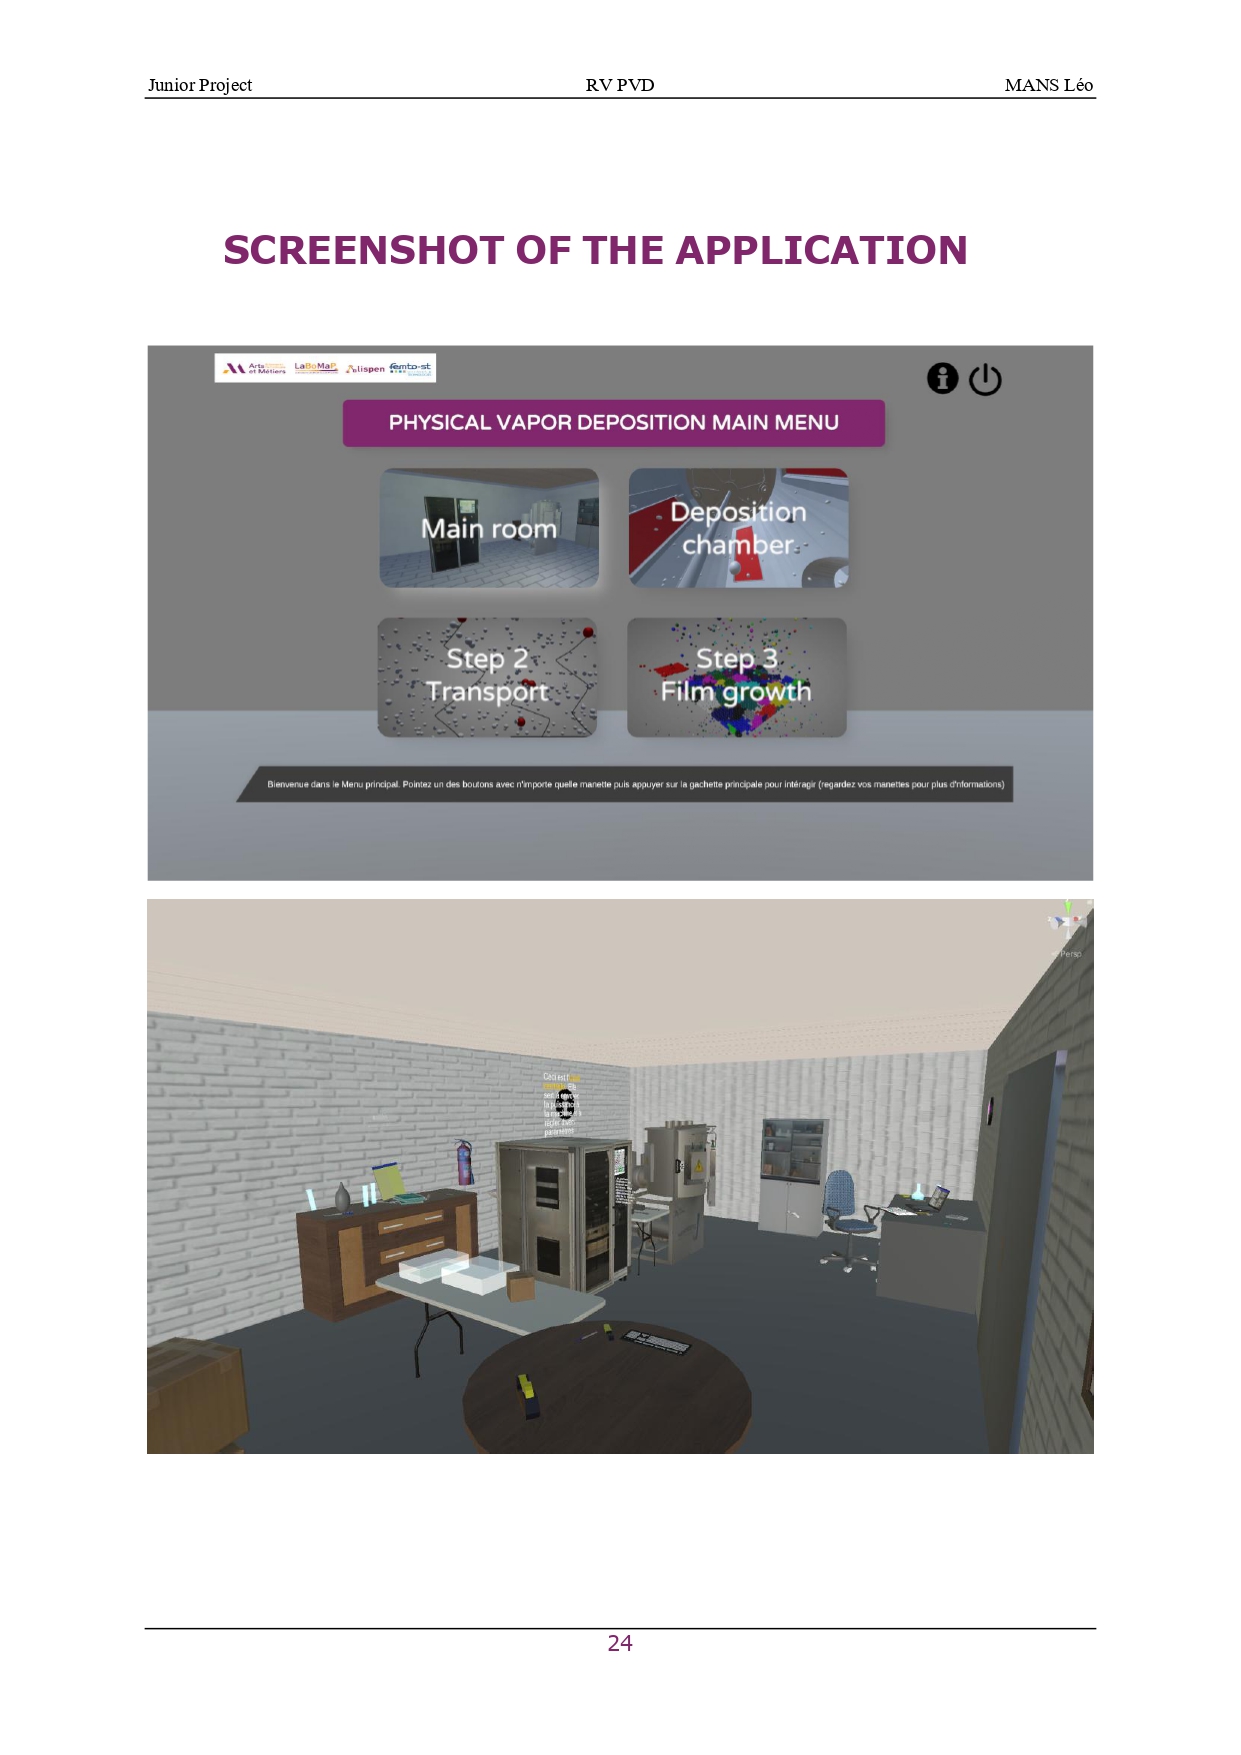 Junior Project RV PVD MANS Léo
SCREENSHOT OF THE APPLICATION
Arts et Métiers LaBoMaP lispen femto-st
PHYSICAL VAPOR DEPOSITION MAIN MENU
Main room
Deposition
chamber
Step 2
Transport
Step 3
Film growth
Bienvenue dans le Menu principal. Pointez un des boutons avec n'importe quelle manette puis appuyer sur la gachette principale pour intéragir (regardez vos manettes pour plus d'nformations)
Persp
Ceci est
24